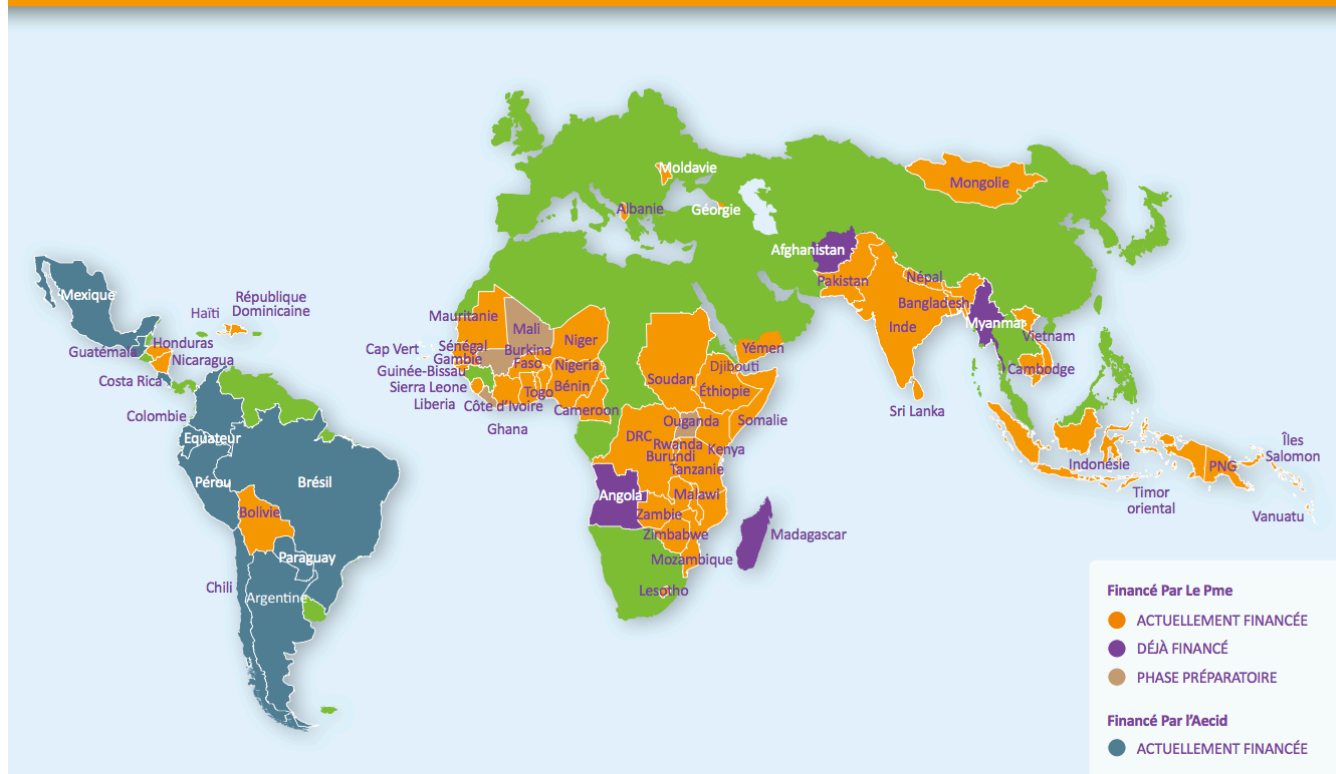 Moldavie
Mongolie
Albanie
Géorgie
Afghanistan
Pakistan
Népal
Bangladesh
Inde
Myanmar
Vietnam
Cambodge
Sri Lanka
Mexique
Haïti
République
Dominicaine
Guatémala
Honduras
Nicaragua
Costa Rica
Colombie
Equateur
Pérou
Brésil
Bolivie
Paraguay
Chili
Argentine
Mauritanie
Mali
Niger
Cap Vert
Sénégal
Gambie
Burkina
Faso
Guinée-Bissau
Nigeria
Sierra Leone
Bénin
Togo
Liberia
Côte d'Ivoire
Cameroon
Ghana
Yémen
Djibouti
Soudan
Éthiopie
Somalie
Ouganda
DRC
Rwanda
Kenya
Burundi
Tanzanie
Angola
Malawi
Zambie
Zimbabwe
Madagascar
Mozambique
Lesotho
Indonésie
PNG
Îles
Salomon
Timor
oriental
Vanuatu
Financé Par Le Pme
ACTUELLEMENT FINANCÉE
DÉJÀ FINANCÉ
PHASE PRÉPARATOIRE
Financé Par l'Aecid
ACTUELLEMENT FINANCÉE